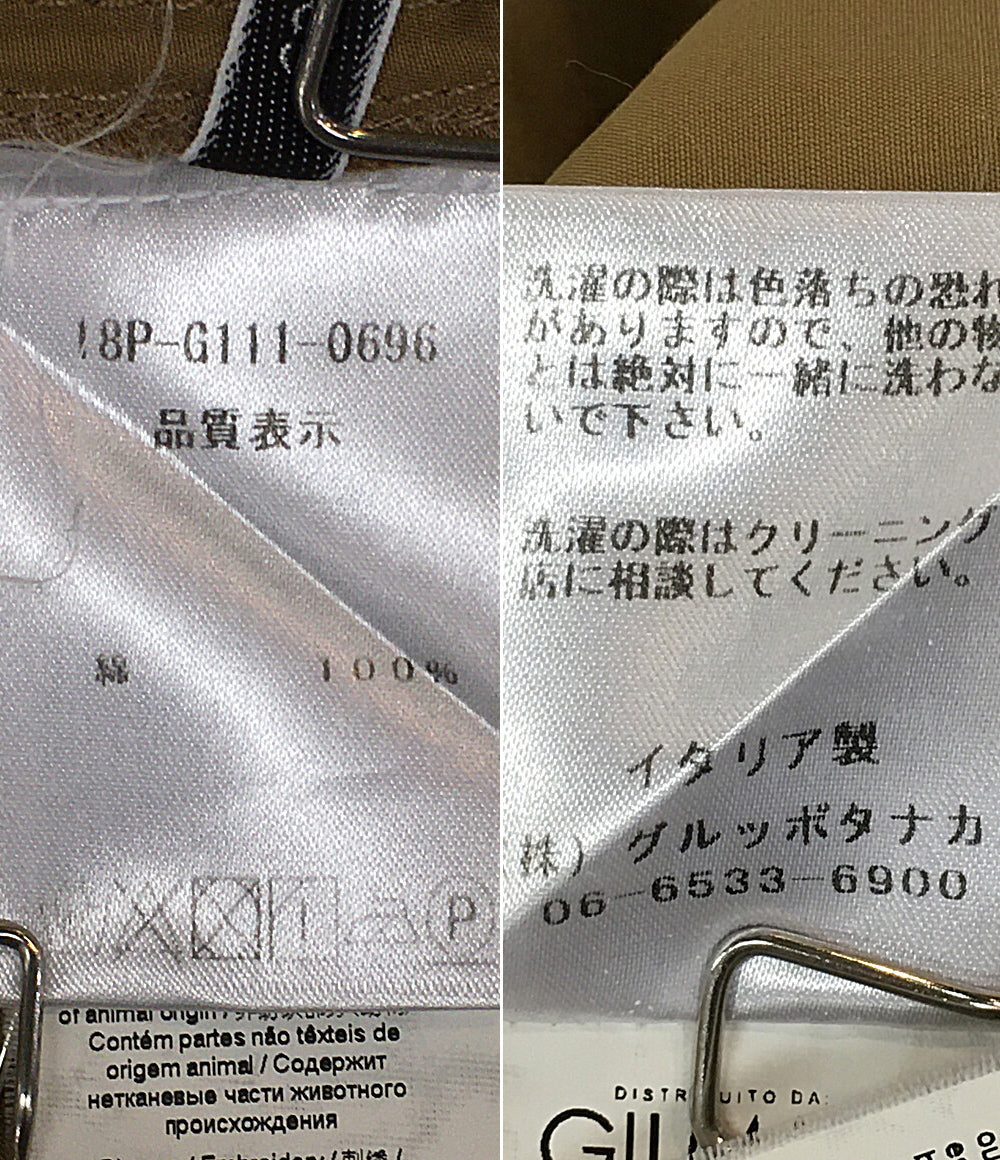 18P-G111-0696
品質表示
綿 100%
P
of animal origin /
Contém partes não têxteis de
origem animal / Содержит
нетканевые части животного
происхождения
洗濯の際は色落ちの恐れ
がありますので、他の物
とは絶対に一緒に洗わな
いで下さい。
洗濯の際はクリーニング
店に相談してください。
イタリア製
株) グルッポタナカ
06-6533-6900
DA: